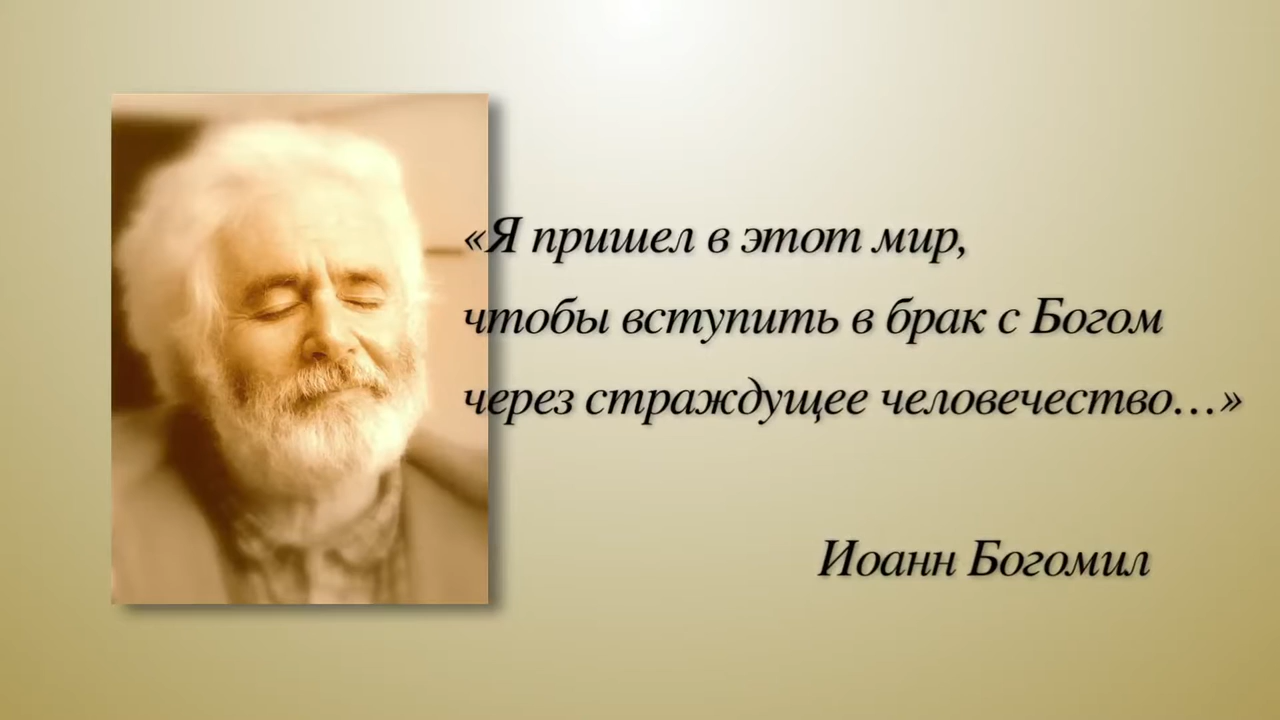 «Я пришел в этот мир,
чтобы вступить в брак с Богом
через страждущее человечество…»
Иоанн Богомил